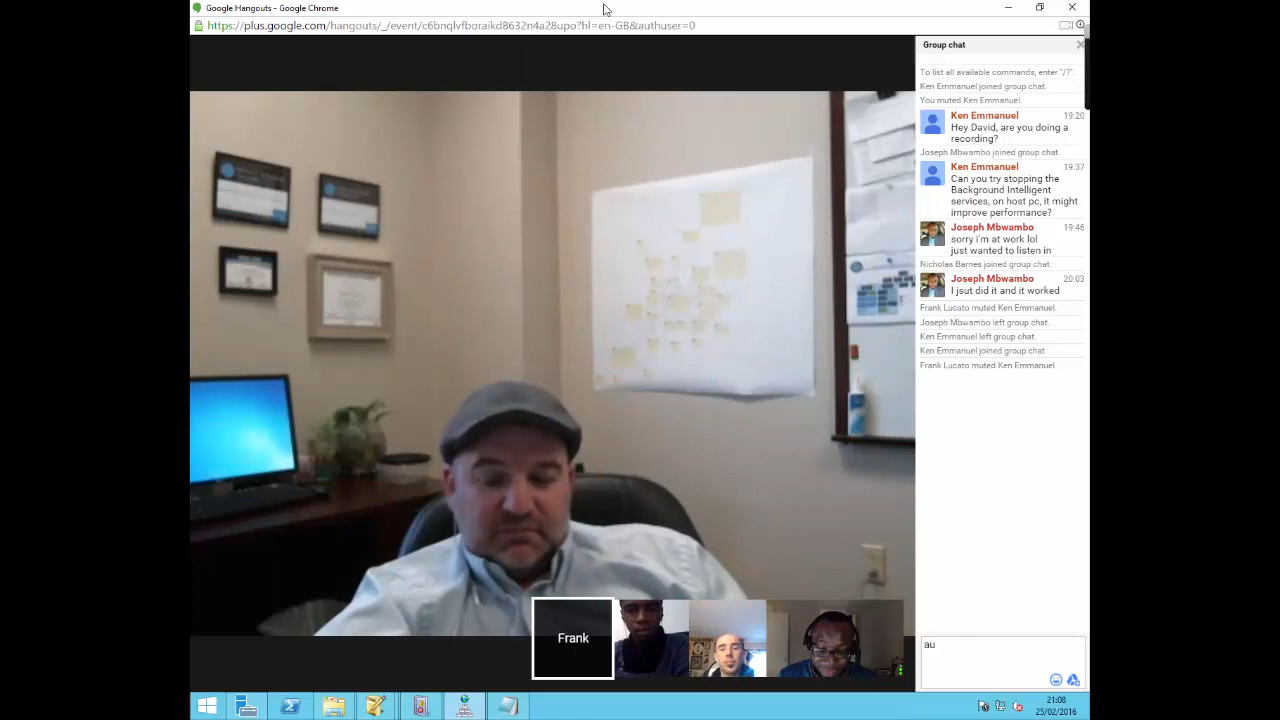 Google Hangouts - Google Chrome
https://plus.google.com/hangouts/_/event/c6bnqlvfboraikd8632n4a28upo?hl=en-GB&authuser=0
Group chat
To list all available commands, enter "/?".
Ken Emmanuel joined group chat.
You muted Ken Emmanuel.
Ken Emmanuel 19:20
Hey David, are you doing a
recording?
Joseph Mbwambo joined group chat.
Ken Emmanuel 19:37
Can you try stopping the
Background Intelligent
services, on host pc, it might
improve performance?
Joseph Mbwambo 19:46
sorry i'm at work lol
just wanted to listen in
Nicholas Barnes joined group chat.
Joseph Mbwambo 20:03
I jsut did it and it worked
Frank Lucato muted Ken Emmanuel.
Joseph Mbwambo left group chat.
Ken Emmanuel left group chat.
Ken Emmanuel joined group chat.
Frank Lucato muted Ken Emmanuel.
Frank
au
21:08
25/02/2016